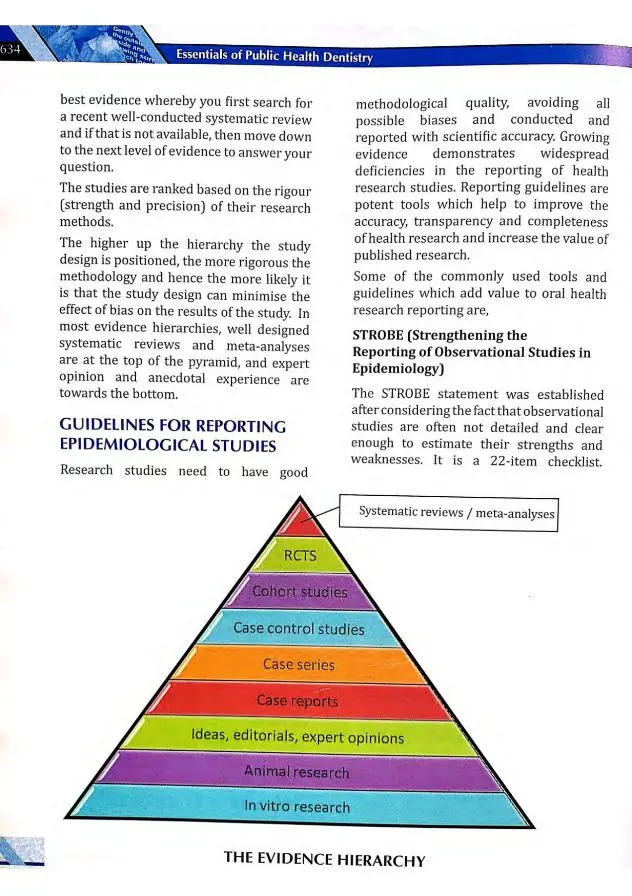 634
Essentials of Public Health Dentistry
best evidence whereby you first search for
a recent well-conducted systematic review
and if that is not available, then move down
to the next level of evidence to answer your
question.
The studies are ranked based on the rigour
(strength and precision) of their research
methods.
The higher up the hierarchy the study
design is positioned, the more rigorous the
methodology and hence the more likely it
is that the study design can minimise the
effect of bias on the results of the study. In
most evidence hierarchies, well designed
systematic reviews and meta-analyses
are at the top of the pyramid, and expert
opinion and anecdotal experience are
towards the bottom.
GUIDELINES FOR REPORTING
EPIDEMIOLOGICAL STUDIES
Research studies need to have good
methodological quality, avoiding all
possible biases and conducted and
reported with scientific accuracy. Growing
evidence demonstrates widespread
deficiencies in the reporting of health
research studies. Reporting guidelines are
potent tools which help to improve the
accuracy, transparency and completeness
of health research and increase the value of
published research.
Some of the commonly used tools and
guidelines which add value to oral health
research reporting are,
STROBE (Strengthening the
Reporting of Observational Studies in
Epidemiology)
The STROBE statement was established
after considering the fact that observational
studies are often not detailed and clear
enough to estimate their strengths and
weaknesses. It is a 22-item checklist.
Systematic reviews / meta-analyses
RCTS
Cohort studies
Case control studies
Case series
Case reports
Ideas, editorials, expert opinions
Animal research
In vitro research
THE EVIDENCE HIERARCHY